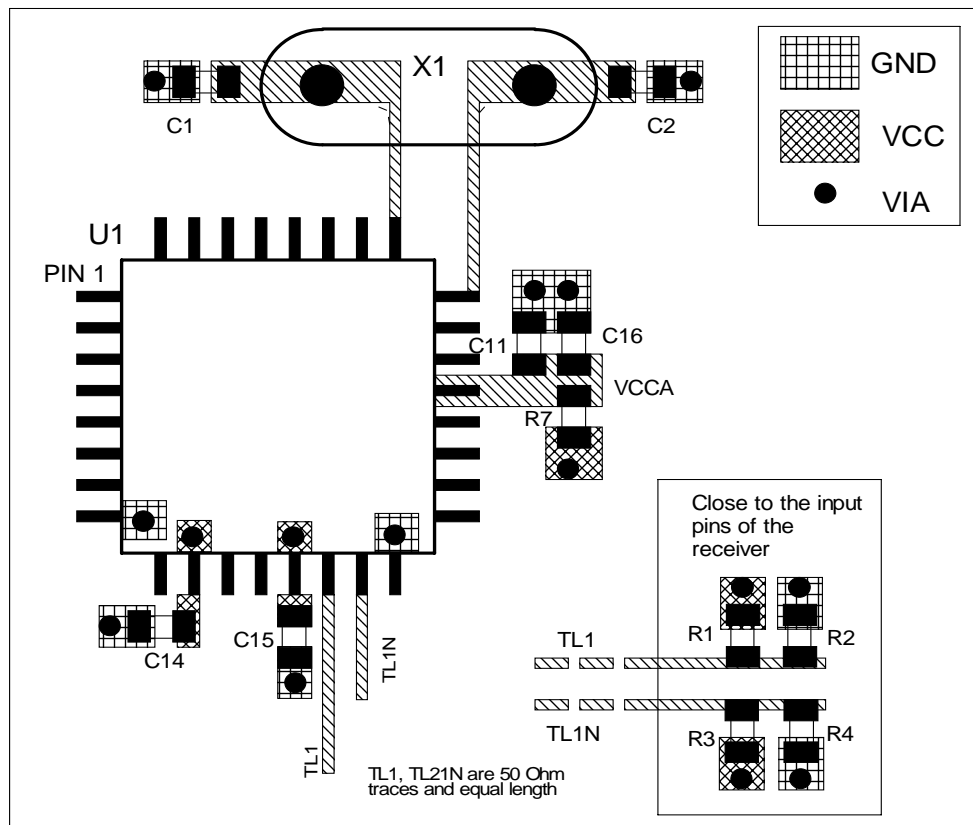 X1
C1
C2
GND
VCC
VIA
U1
PIN 1
C11
C16
VCCA
R7
C14
C15
TL1
TL1N
TL1, TL21N are 50 Ohm
traces and equal length
Close to the input
pins of the
receiver
R1
R2
TL1
TL1N
R3
R4